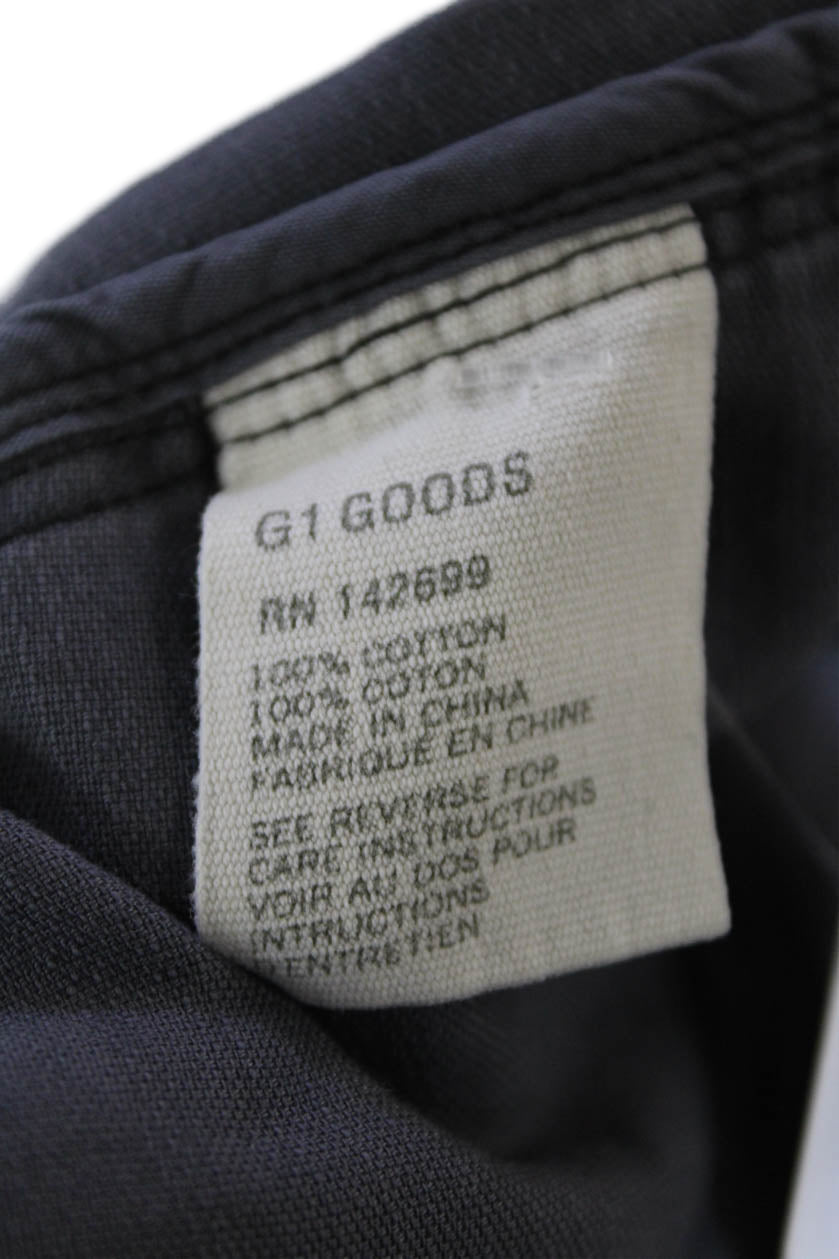 G1 GOODS
RN 142699
100% COTTON
100% COTON
MADE IN CHINA
FABRIQUE EN CHINE
SEE REVERSE FOR
CARE INSTRUCTIONS
VOIR AU DOS POUR
INTRUCTIONS
D'ENTRETIEN